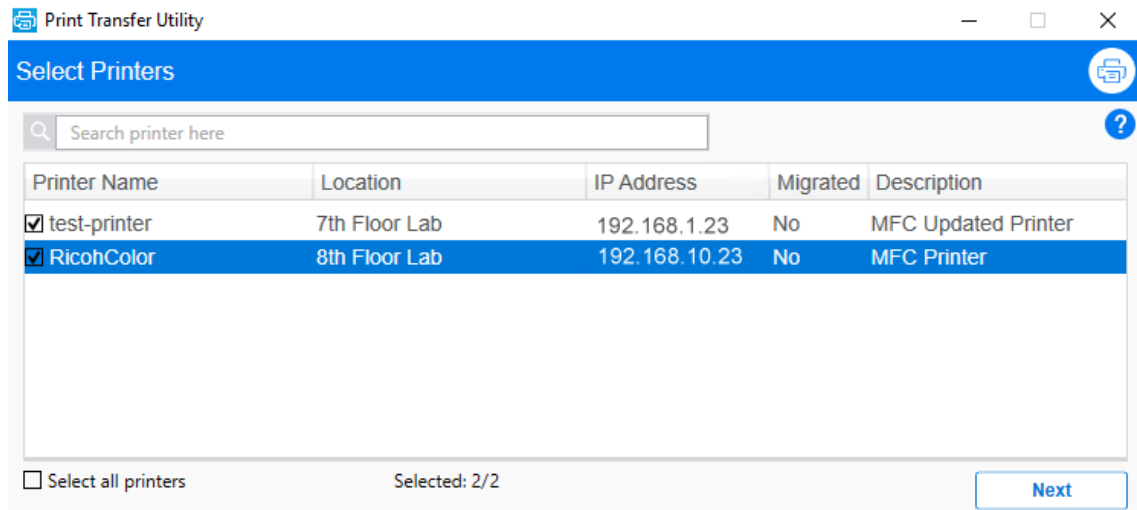 Print Transfer Utility
Select Printers
Search printer here
?
Printer Name Location IP Address Migrated Description
test-printer 7th Floor Lab 192.168.1.23 No MFC Updated Printer
RicohColor 8th Floor Lab 192.168.10.23 No MFC Printer
Select all printers Selected: 2/2 Next